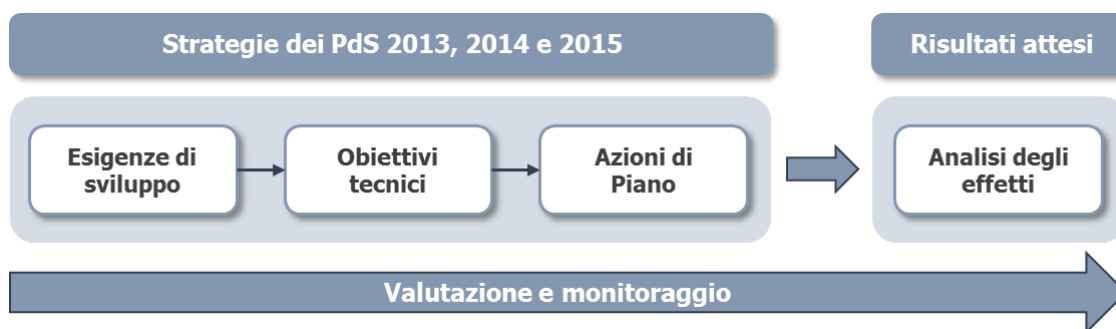 Strategie dei PdS 2013, 2014 e 2015
Risultati attesi
Esigenze di
sviluppo
Obiettivi
tecnici
Azioni di
Piano
Analisi degli
effetti
Valutazione e monitoraggio